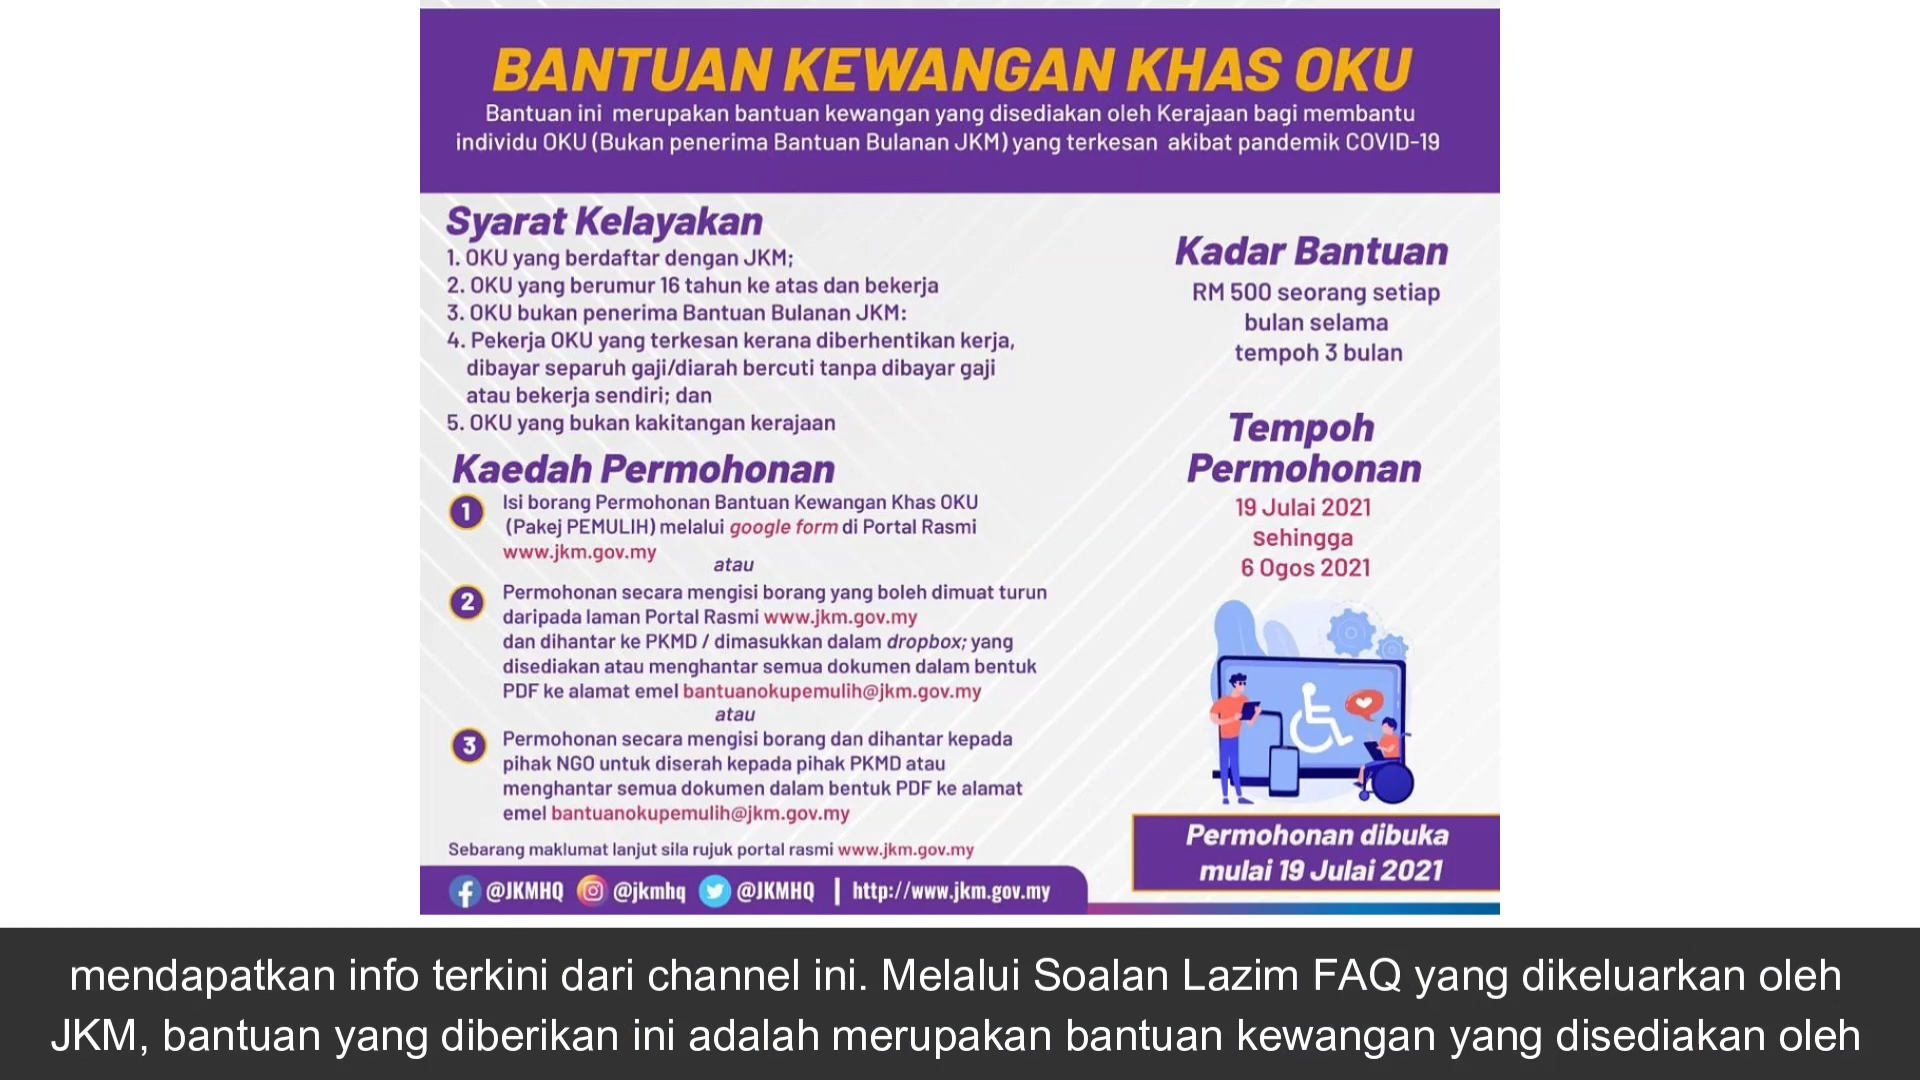 BANTUAN KEWANGAN KHAS OKU
Bantuan ini merupakan bantuan kewangan yang disediakan oleh Kerajaan bagi membantu
individu OKU (Bukan penerima Bantuan Bulanan JKM) yang terkesan akibat pandemik COVID-19
Syarat Kelayakan
1. OKU yang berdaftar dengan JKM;
2. OKU yang berumur 16 tahun ke atas dan bekerja
3. OKU bukan penerima Bantuan Bulanan JKM:
4. Pekerja OKU yang terkesan kerana diberhentikan kerja,
dibayar separuh gaji/diarah bercuti tanpa dibayar gaji
atau bekerja sendiri; dan
5. OKU yang bukan kakitangan kerajaan
Kaedah Permohonan
1 Isi borang Permohonan Bantuan Kewangan Khas OKU
(Pakej PEMULIH) melalui google form di Portal Rasmi
www.jkm.gov.my
atau
2 Permohonan secara mengisi borang yang boleh dimuat turun
daripada laman Portal Rasmi www.jkm.gov.my
dan dihantar ke PKMD / dimasukkan dalam dropbox; yang
disediakan atau menghantar semua dokumen dalam bentuk
PDF ke alamat emel bantuanokupemulih@jkm.gov.my
atau
3 Permohonan secara mengisi borang dan dihantar kepada
pihak NGO untuk diserah kepada pihak PKMD atau
menghantar semua dokumen dalam bentuk PDF ke alamat
emel bantuanokupemulih@jkm.gov.my
Sebarang maklumat lanjut sila rujuk portal rasmi www.jkm.gov.my
@JKMHQ @jkmhq @JKMHQ | http://www.jkm.gov.my
Kadar Bantuan
RM 500 seorang setiap
bulan selama
tempoh 3 bulan
Tempoh
Permohonan
19 Julai 2021
sehingga
6 Ogos 2021
Permohonan dibuka
mulai 19 Julai 2021
mendapatkan info terkini dari channel ini. Melalui Soalan Lazim FAQ yang dikeluarkan oleh
JKM, bantuan yang diberikan ini adalah merupakan bantuan kewangan yang disediakan oleh